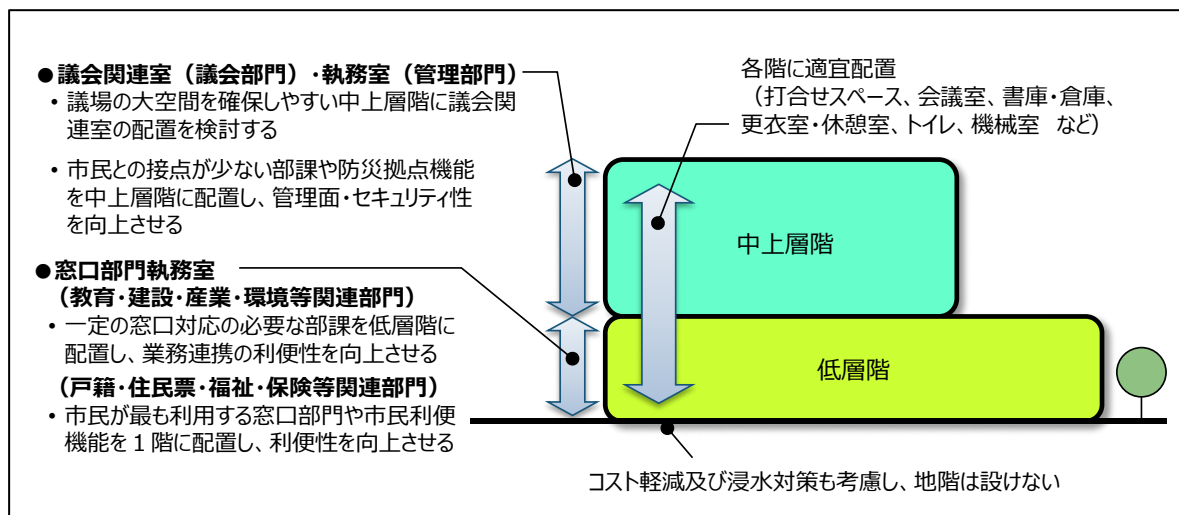 ●議会関連室（議会部門）・執務室（管理部門）
・議場の大空間を確保しやすい中上層階に議会関
連室の配置を検討する
・市民との接点が少ない部課や防災拠点機能
を中上層階に配置し、管理面・セキュリティ性
を向上させる
●窓口部門執務室
（教育・建設・産業・環境等関連部門）
・一定の窓口対応の必要な部課を低層階に
配置し、業務連携の利便性を向上させる
（戸籍・住民票・福祉・保険等関連部門）
・市民が最も利用する窓口部門や市民利便
機能を１階に配置し、利便性を向上させる
各階に適宜配置
（打合せスペース、会議室、書庫・倉庫、
更衣室・休憩室、トイレ、機械室　など）
中上層階
低層階
コスト軽減及び浸水対策も考慮し、地階は設けない